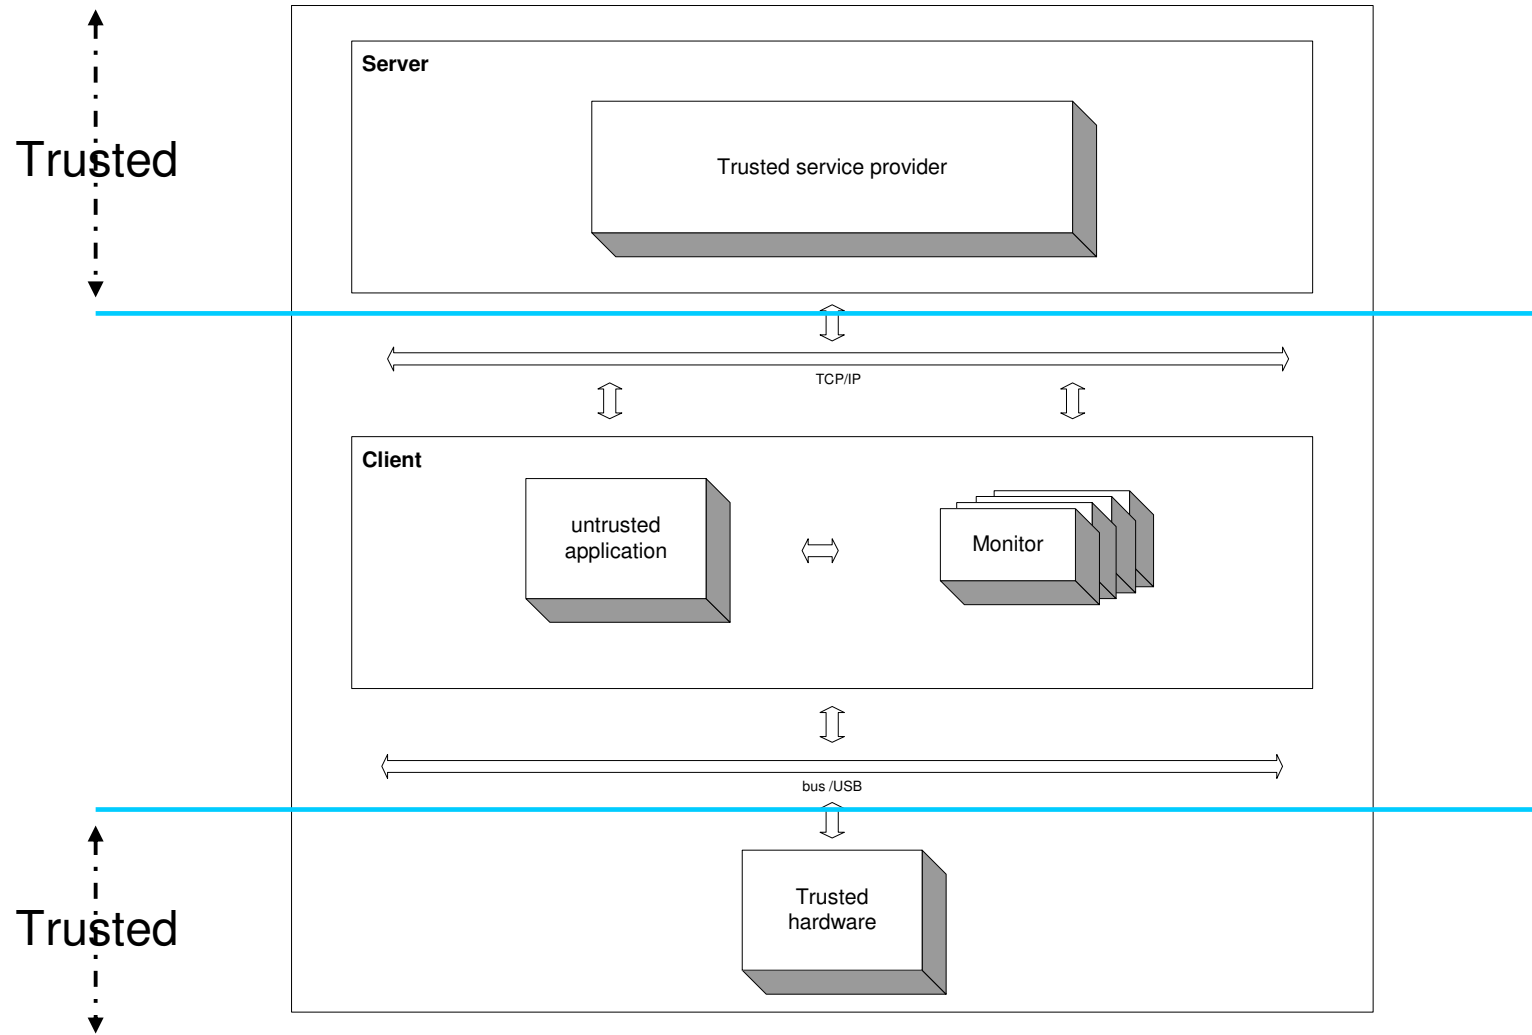 Server
Trusted
Trusted service provider
TCP/IP
Client
untrusted
application
Monitor
bus /USB
Trusted
hardware
Trusted